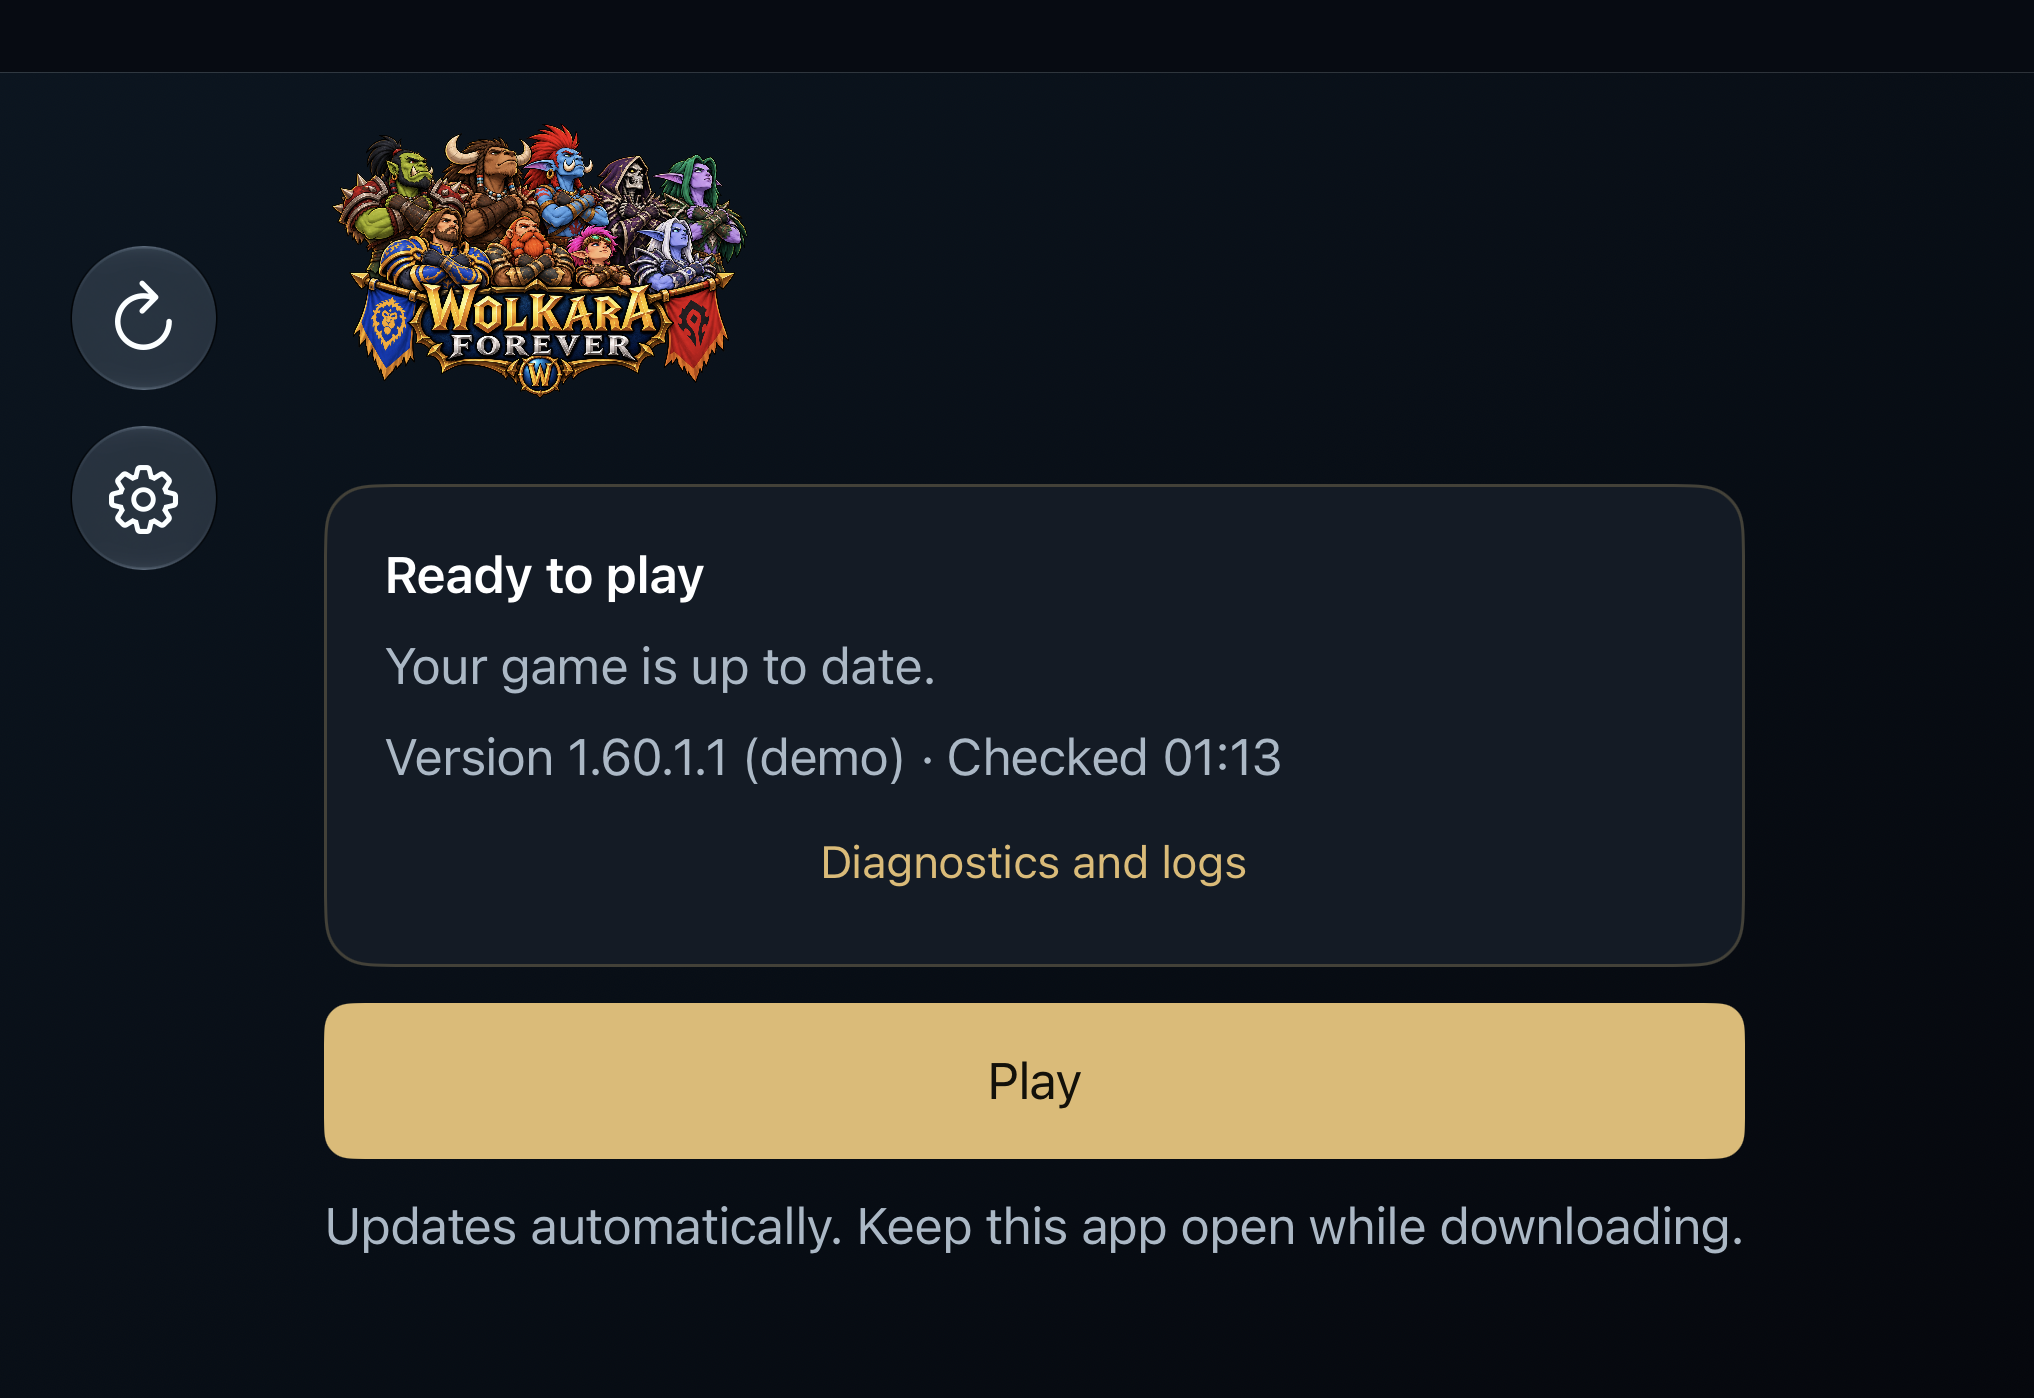 WOLKARA
FOREVER
W
Ready to play
Your game is up to date.
Version 1.60.1.1 (demo) · Checked 01:13
Diagnostics and logs
Play
Updates automatically. Keep this app open while downloading.